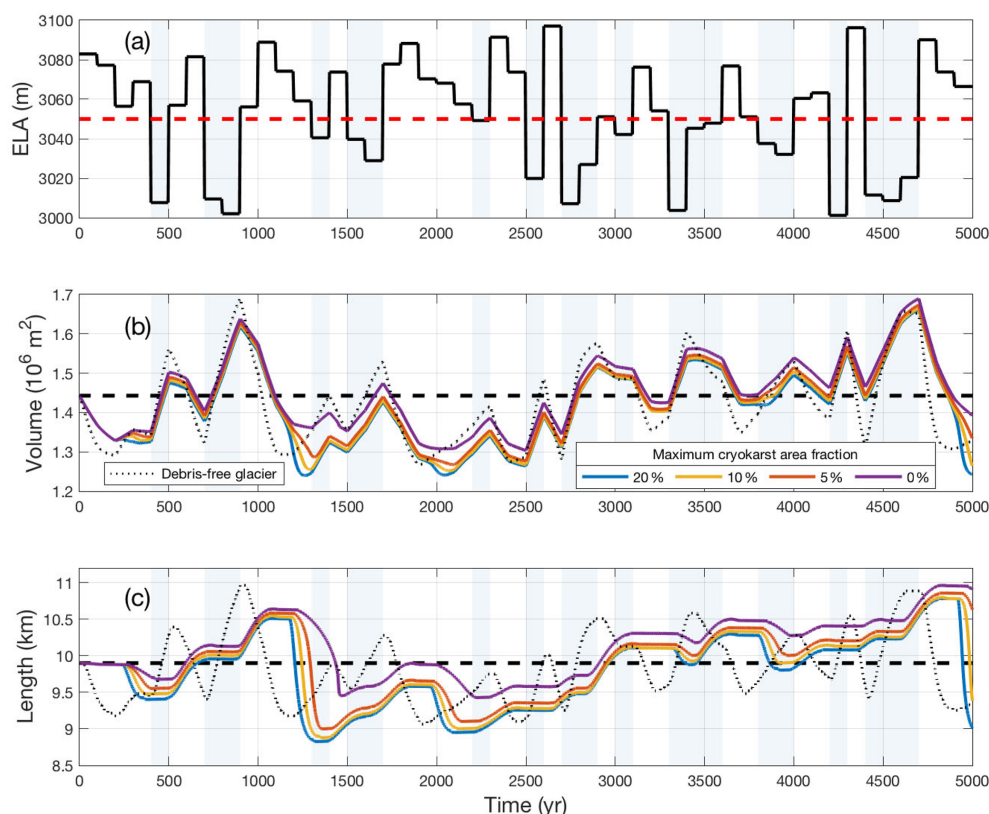 (a)
ELA (m)
3100
3080
3060
3040
3020
3000
0 500 1000 1500 2000 2500 3000 3500 4000 4500 5000
(b)
Volume (10⁶ m²)
1.7
1.6
1.5
1.4
1.3
1.2
Debris-free glacier
Maximum cryokarst area fraction
20 % 10 % 5 % 0 %
0 500 1000 1500 2000 2500 3000 3500 4000 4500 5000
(c)
Length (km)
11
10.5
10
9.5
9
8.5
0 500 1000 1500 2000 2500 3000 3500 4000 4500 5000
Time (yr)